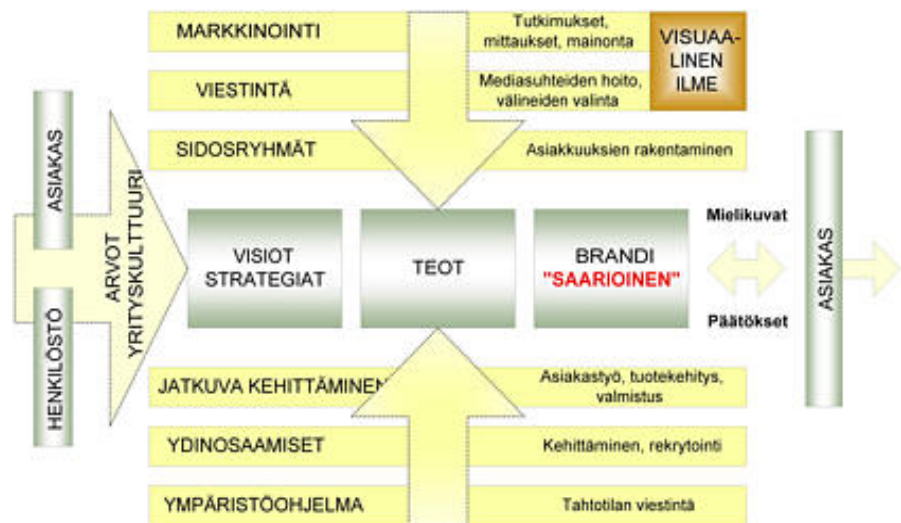 MARKKINOINTI
Tutkimukset,
mittaukset, mainonta
VISUAA-
LINEN
ILME
VIESTINTÄ
Mediasuhteiden hoito,
välineiden valinta
SIDOSRYHMÄT
Asiakkuuksien rakentaminen
ASIAKAS
HENKILÖSTÖ
ARVOT
YRITYSKULTTUURI
VISIOT
STRATEGIAT
TEOT
BRANDI
"SAARIOINEN"
Mielikuvat
Päätökset
ASIAKAS
JATKUVA KEHITTÄMINEN
Asiakastyö, tuotekehitys,
valmistus
YDINOSAAMISET
Kehittäminen, rekrytointi
YMPÄRISTÖOHJELMA
Tahtotilan viestintä